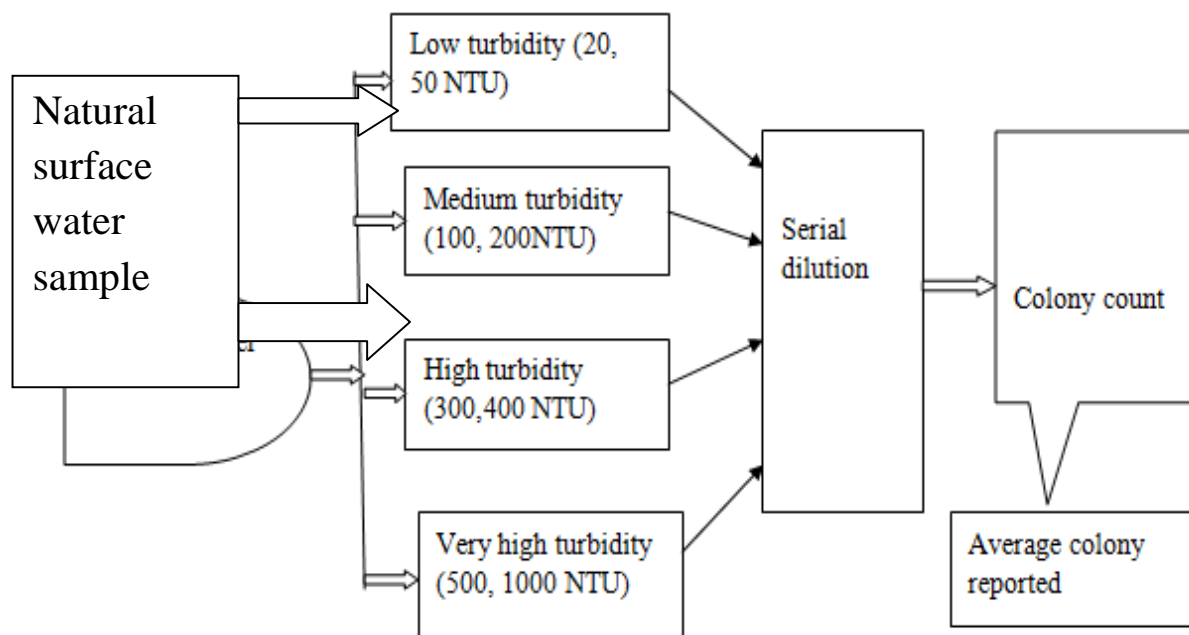 Natural
surface
water
sample
Low turbidity (20,
50 NTU)
Medium turbidity
(100, 200NTU)
High turbidity
(300,400 NTU)
Very high turbidity
(500, 1000 NTU)
Serial
dilution
Colony count
Average colony
reported